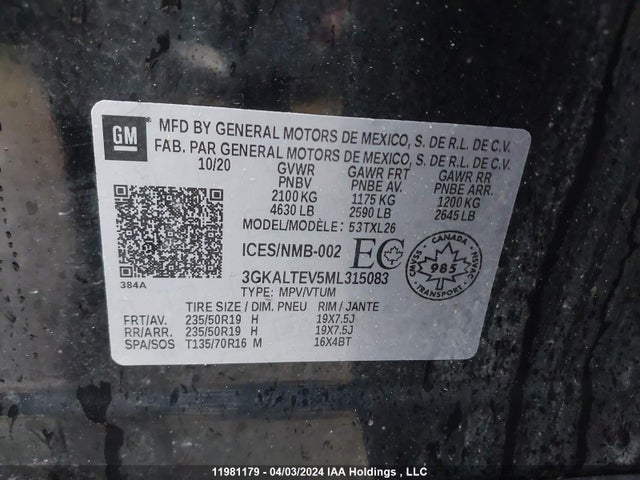 GM
MFD BY GENERAL MOTORS DE MEXICO, S. DE R.L. DE C.V.
FAB. PAR GENERAL MOTORS DE MEXICO, S. DE R.L. DE C.V.
10/20 GVWR GAWR FRT GAWR RR
PNBV PNBE AV. PNBE ARR.
2100 KG 1175 KG 1200 KG
4630 LB 2590 LB 2645 LB
MODEL/MODÈLE: 53TXL26
ICES/NMB-002 EC
CANADA
CMVSS 985 NSVAC
TRANSPORT
3GKALTEV5ML315083
384A
TYPE: MPV/VTUM
TIRE SIZE / DIM. PNEU RIM / JANTE
FRT/AV. 235/50R19 H 19X7.5J
RR/ARR. 235/50R19 H 19X7.5J
SPA/SOS T135/70R16 M 16X4BT
11981179 - 04/03/2024 IAA Holdings , LLC